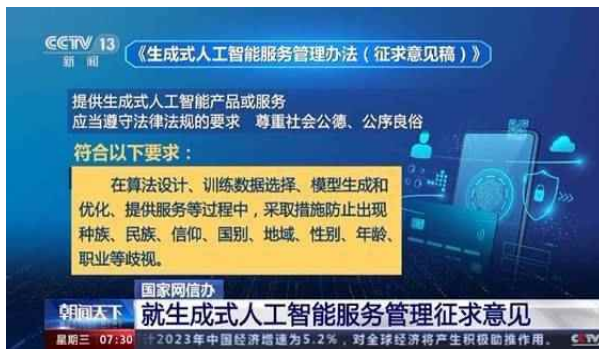 CCTV 13
新闻
《生成式人工智能服务管理办法（征求意见稿）》
提供生成式人工智能产品或服务
应当遵守法律法规的要求 尊重社会公德、公序良俗
符合以下要求：
在算法设计、训练数据选择、模型生成和
优化、提供服务等过程中，采取措施防止出现
种族、民族、信仰、国别、地域、性别、年龄、
职业等歧视。
国家网信办
朝闻天下
就生成式人工智能服务管理征求意见
星期三 07:30
计2023年中国经济增速为5.2%，对全球经济将产生积极助推作用。
CCTV